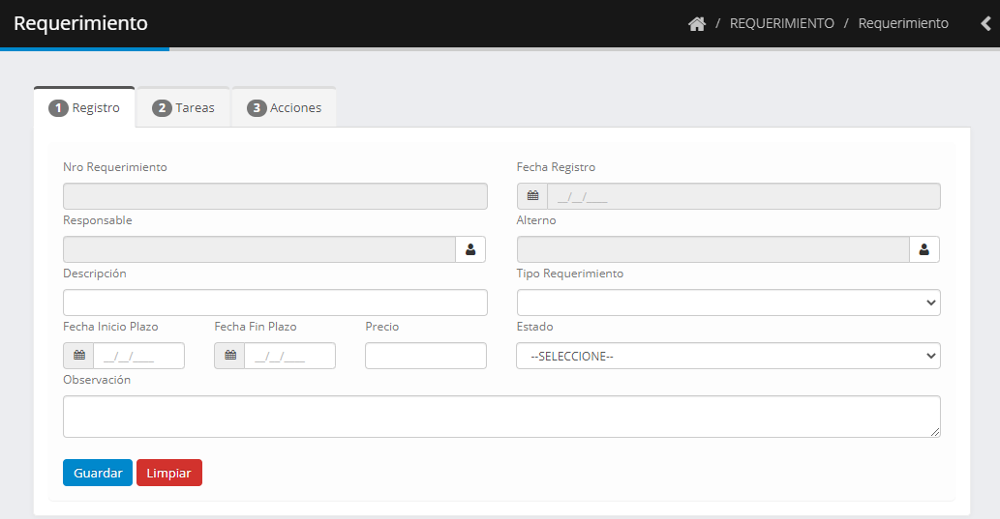 Requerimiento
/ REQUERIMIENTO / Requerimiento
1 Registro 2 Tareas 3 Acciones
Nro Requerimiento Fecha Registro
__/__/____
Responsable Alterno
Descripción Tipo Requerimiento
Fecha Inicio Plazo Fecha Fin Plazo Precio Estado
__/__/____ __/__/____ --SELECCIONE--
Observación
Guardar Limpiar